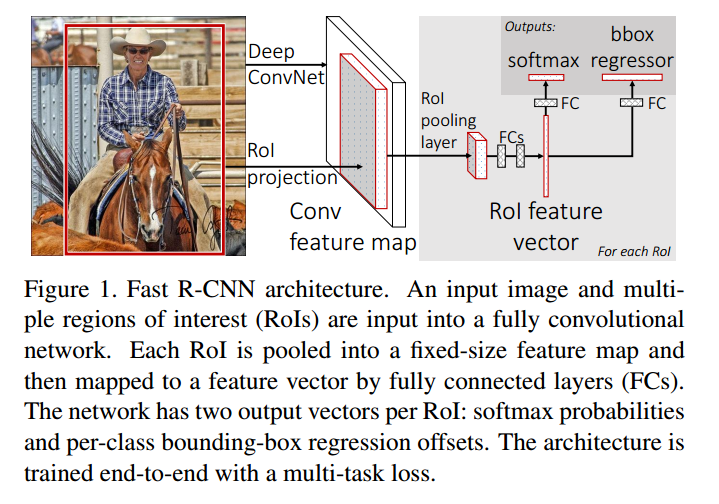 Deep
ConvNet
RoI
projection
Conv
feature map
RoI
pooling
layer
FCs
RoI feature
vector
Outputs:
softmax
bbox
regressor
FC
FC
For each RoI
Figure 1. Fast R-CNN architecture. An input image and multi-
ple regions of interest (RoIs) are input into a fully convolutional
network. Each RoI is pooled into a fixed-size feature map and
then mapped to a feature vector by fully connected layers (FCs).
The network has two output vectors per RoI: softmax probabilities
and per-class bounding-box regression offsets. The architecture is
trained end-to-end with a multi-task loss.